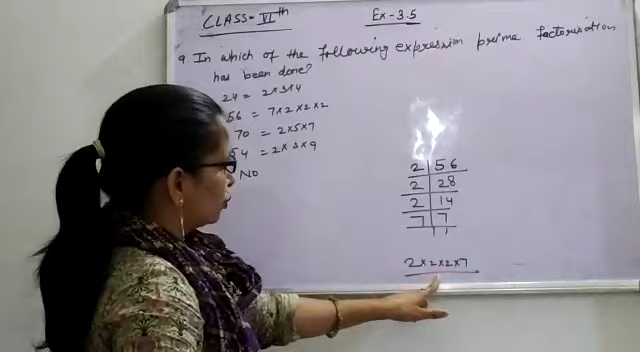 CLASS-VIth
Ex-3.5
9. In which of the following expression prime factorisation
has been done?
24 = 2×3×4
56 = 7×2×2×2
70 = 2×5×7
54 = 2×3×9
NO
2 | 56
2 | 28
2 | 14
7 | 7
1
2×2×2×7